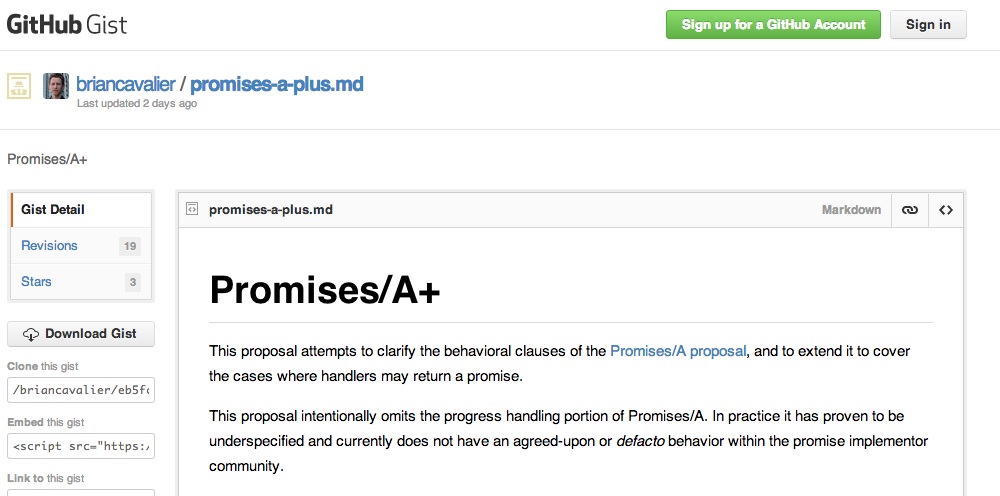 GitHub Gist
Sign up for a GitHub Account
Sign in
briancavalier / promises-a-plus.md
Last updated 2 days ago
Promises/A+
Gist Detail
Revisions 19
Stars 3
Download Gist
Clone this gist
/briancavalier/eb5fc
Embed this gist
<script src="https:/
Link to this gist
promises-a-plus.md
Markdown
Promises/A+
This proposal attempts to clarify the behavioral clauses of the Promises/A proposal, and to extend it to cover
the cases where handlers may return a promise.
This proposal intentionally omits the progress handling portion of Promises/A. In practice it has proven to be
underspecified and currently does not have an agreed-upon or defacto behavior within the promise implementor
community.